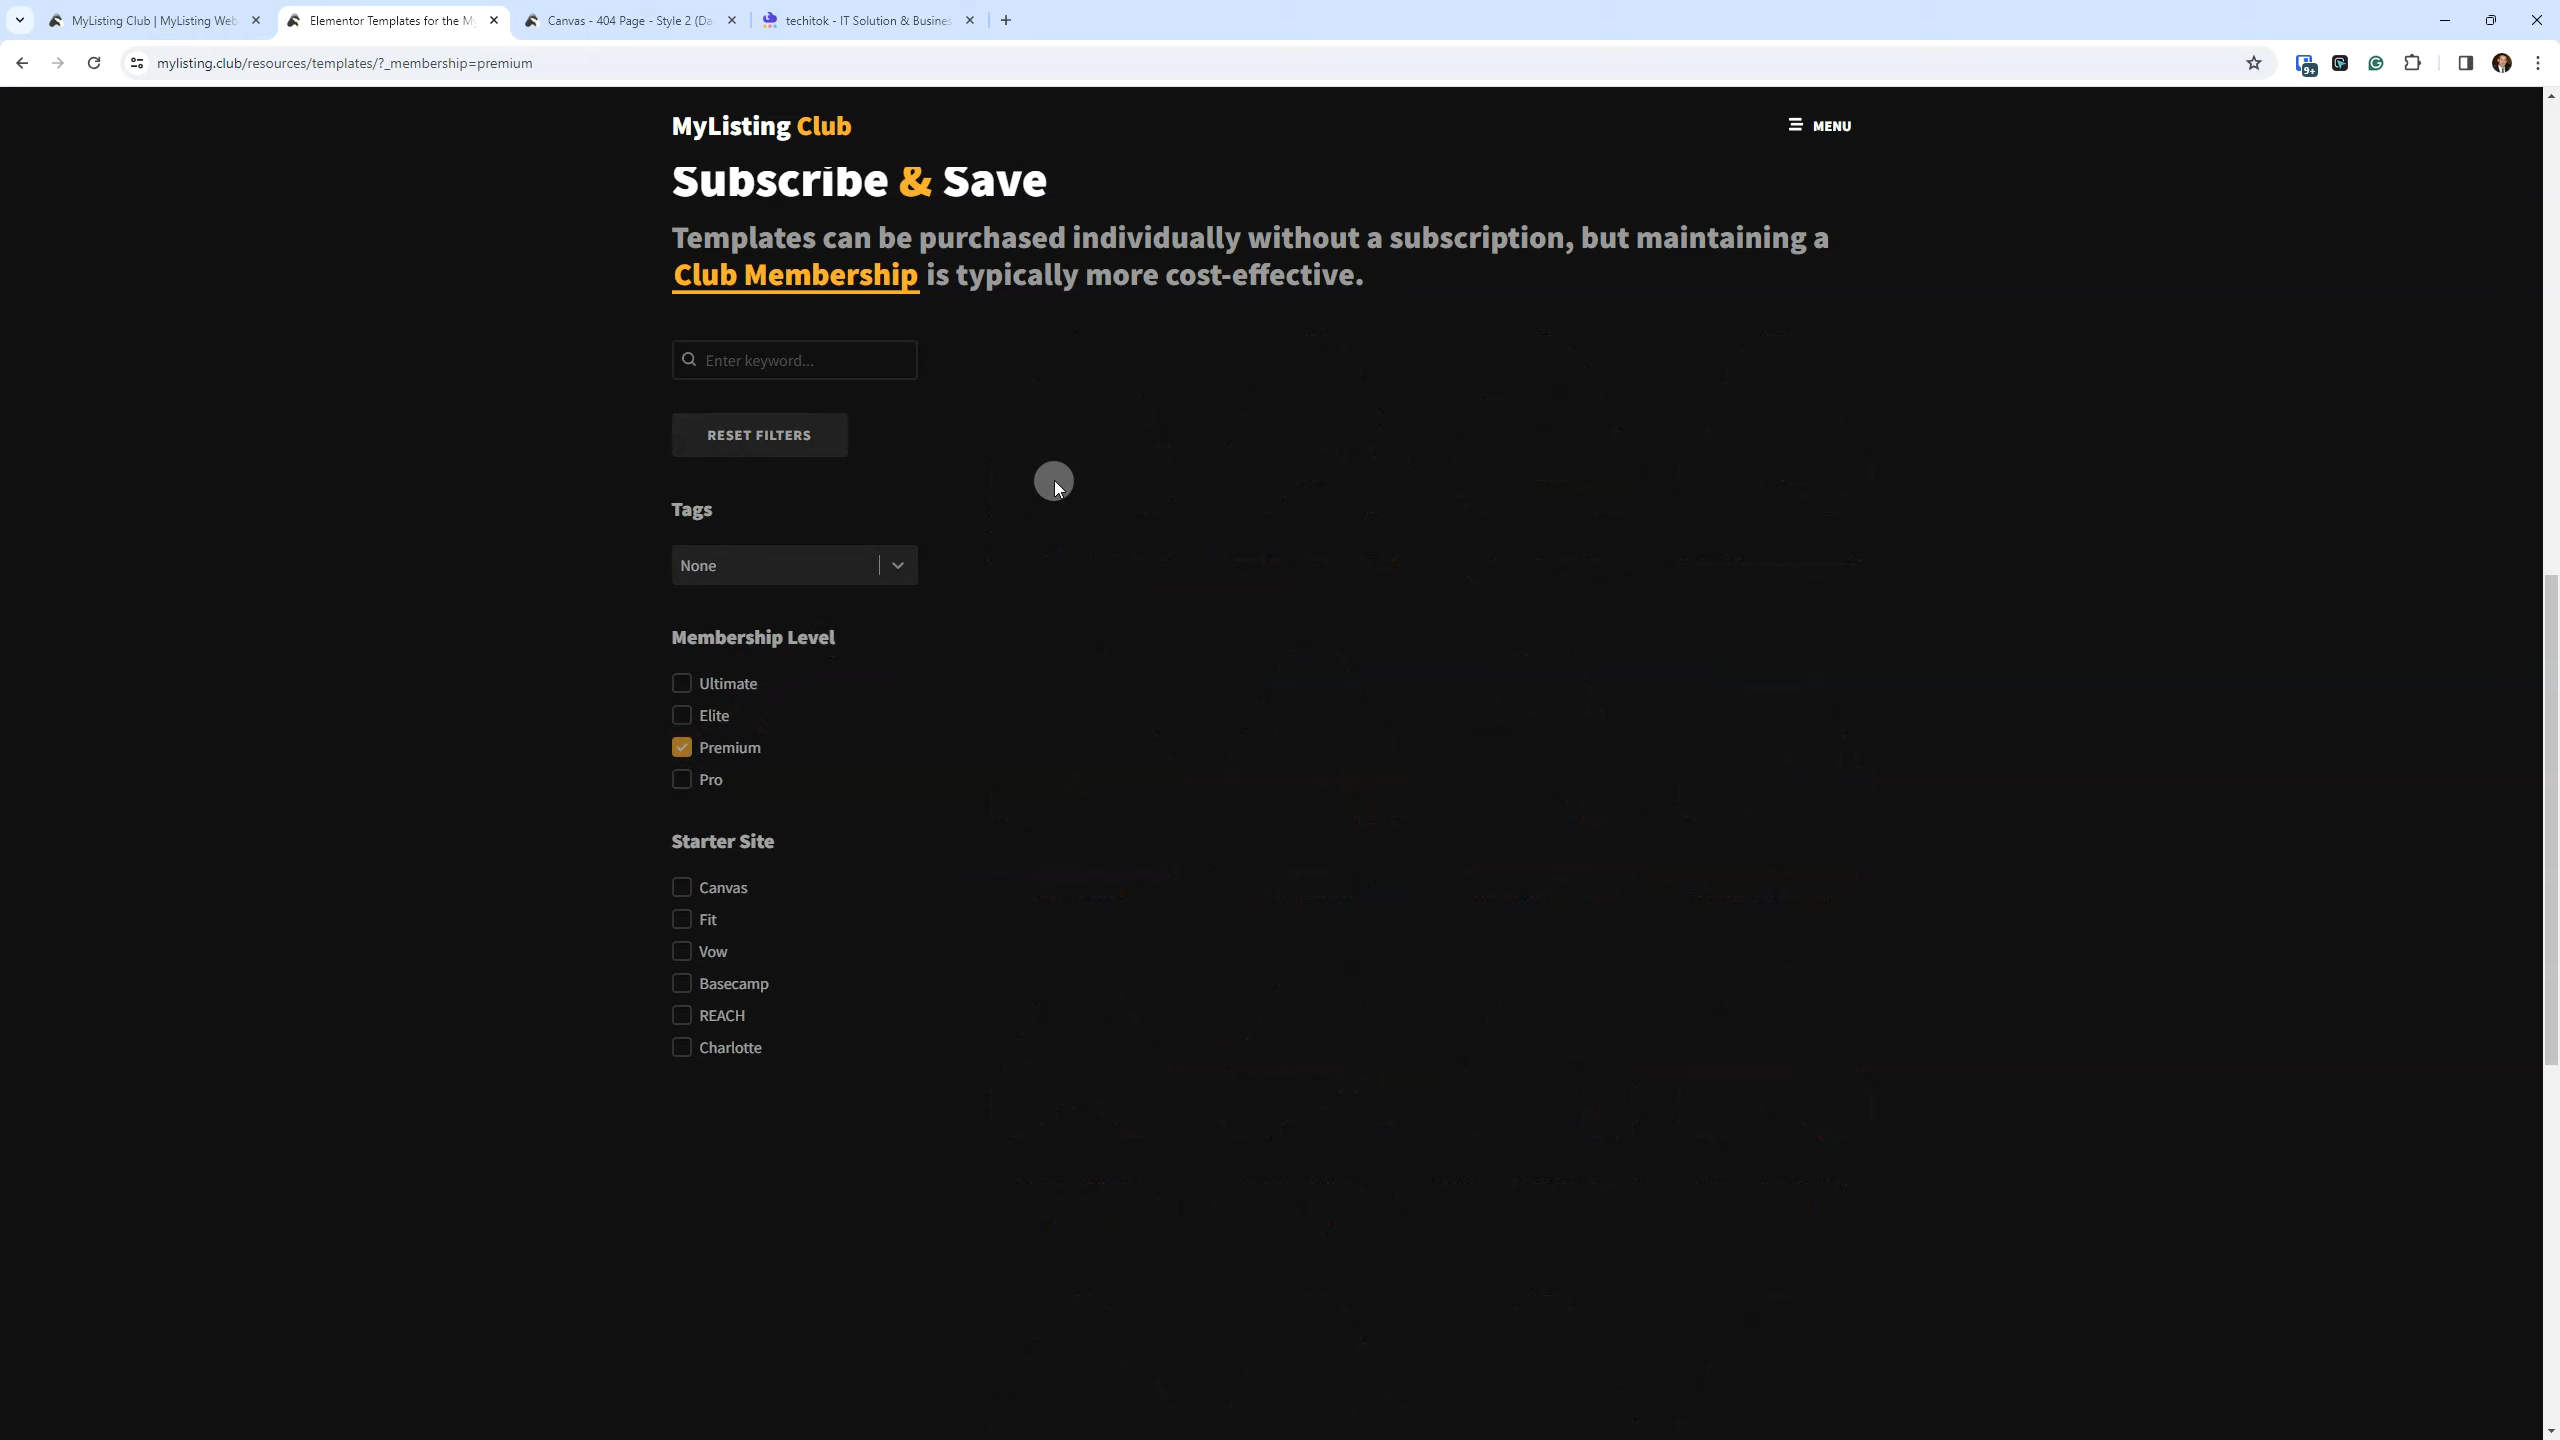 MyListing Club | MyListing Web
Elementor Templates for the M
Canvas - 404 Page - Style 2 (Da
techitok - IT Solution & Busines
mylisting.club/resources/templates/?_membership=premium
9+
MyListing Club
MENU
Subscribe & Save
Templates can be purchased individually without a subscription, but maintaining a
Club Membership is typically more cost-effective.
Enter keyword...
RESET FILTERS
Tags
None
Membership Level
Ultimate
Elite
Premium
Pro
Starter Site
Canvas
Fit
Vow
Basecamp
REACH
Charlotte